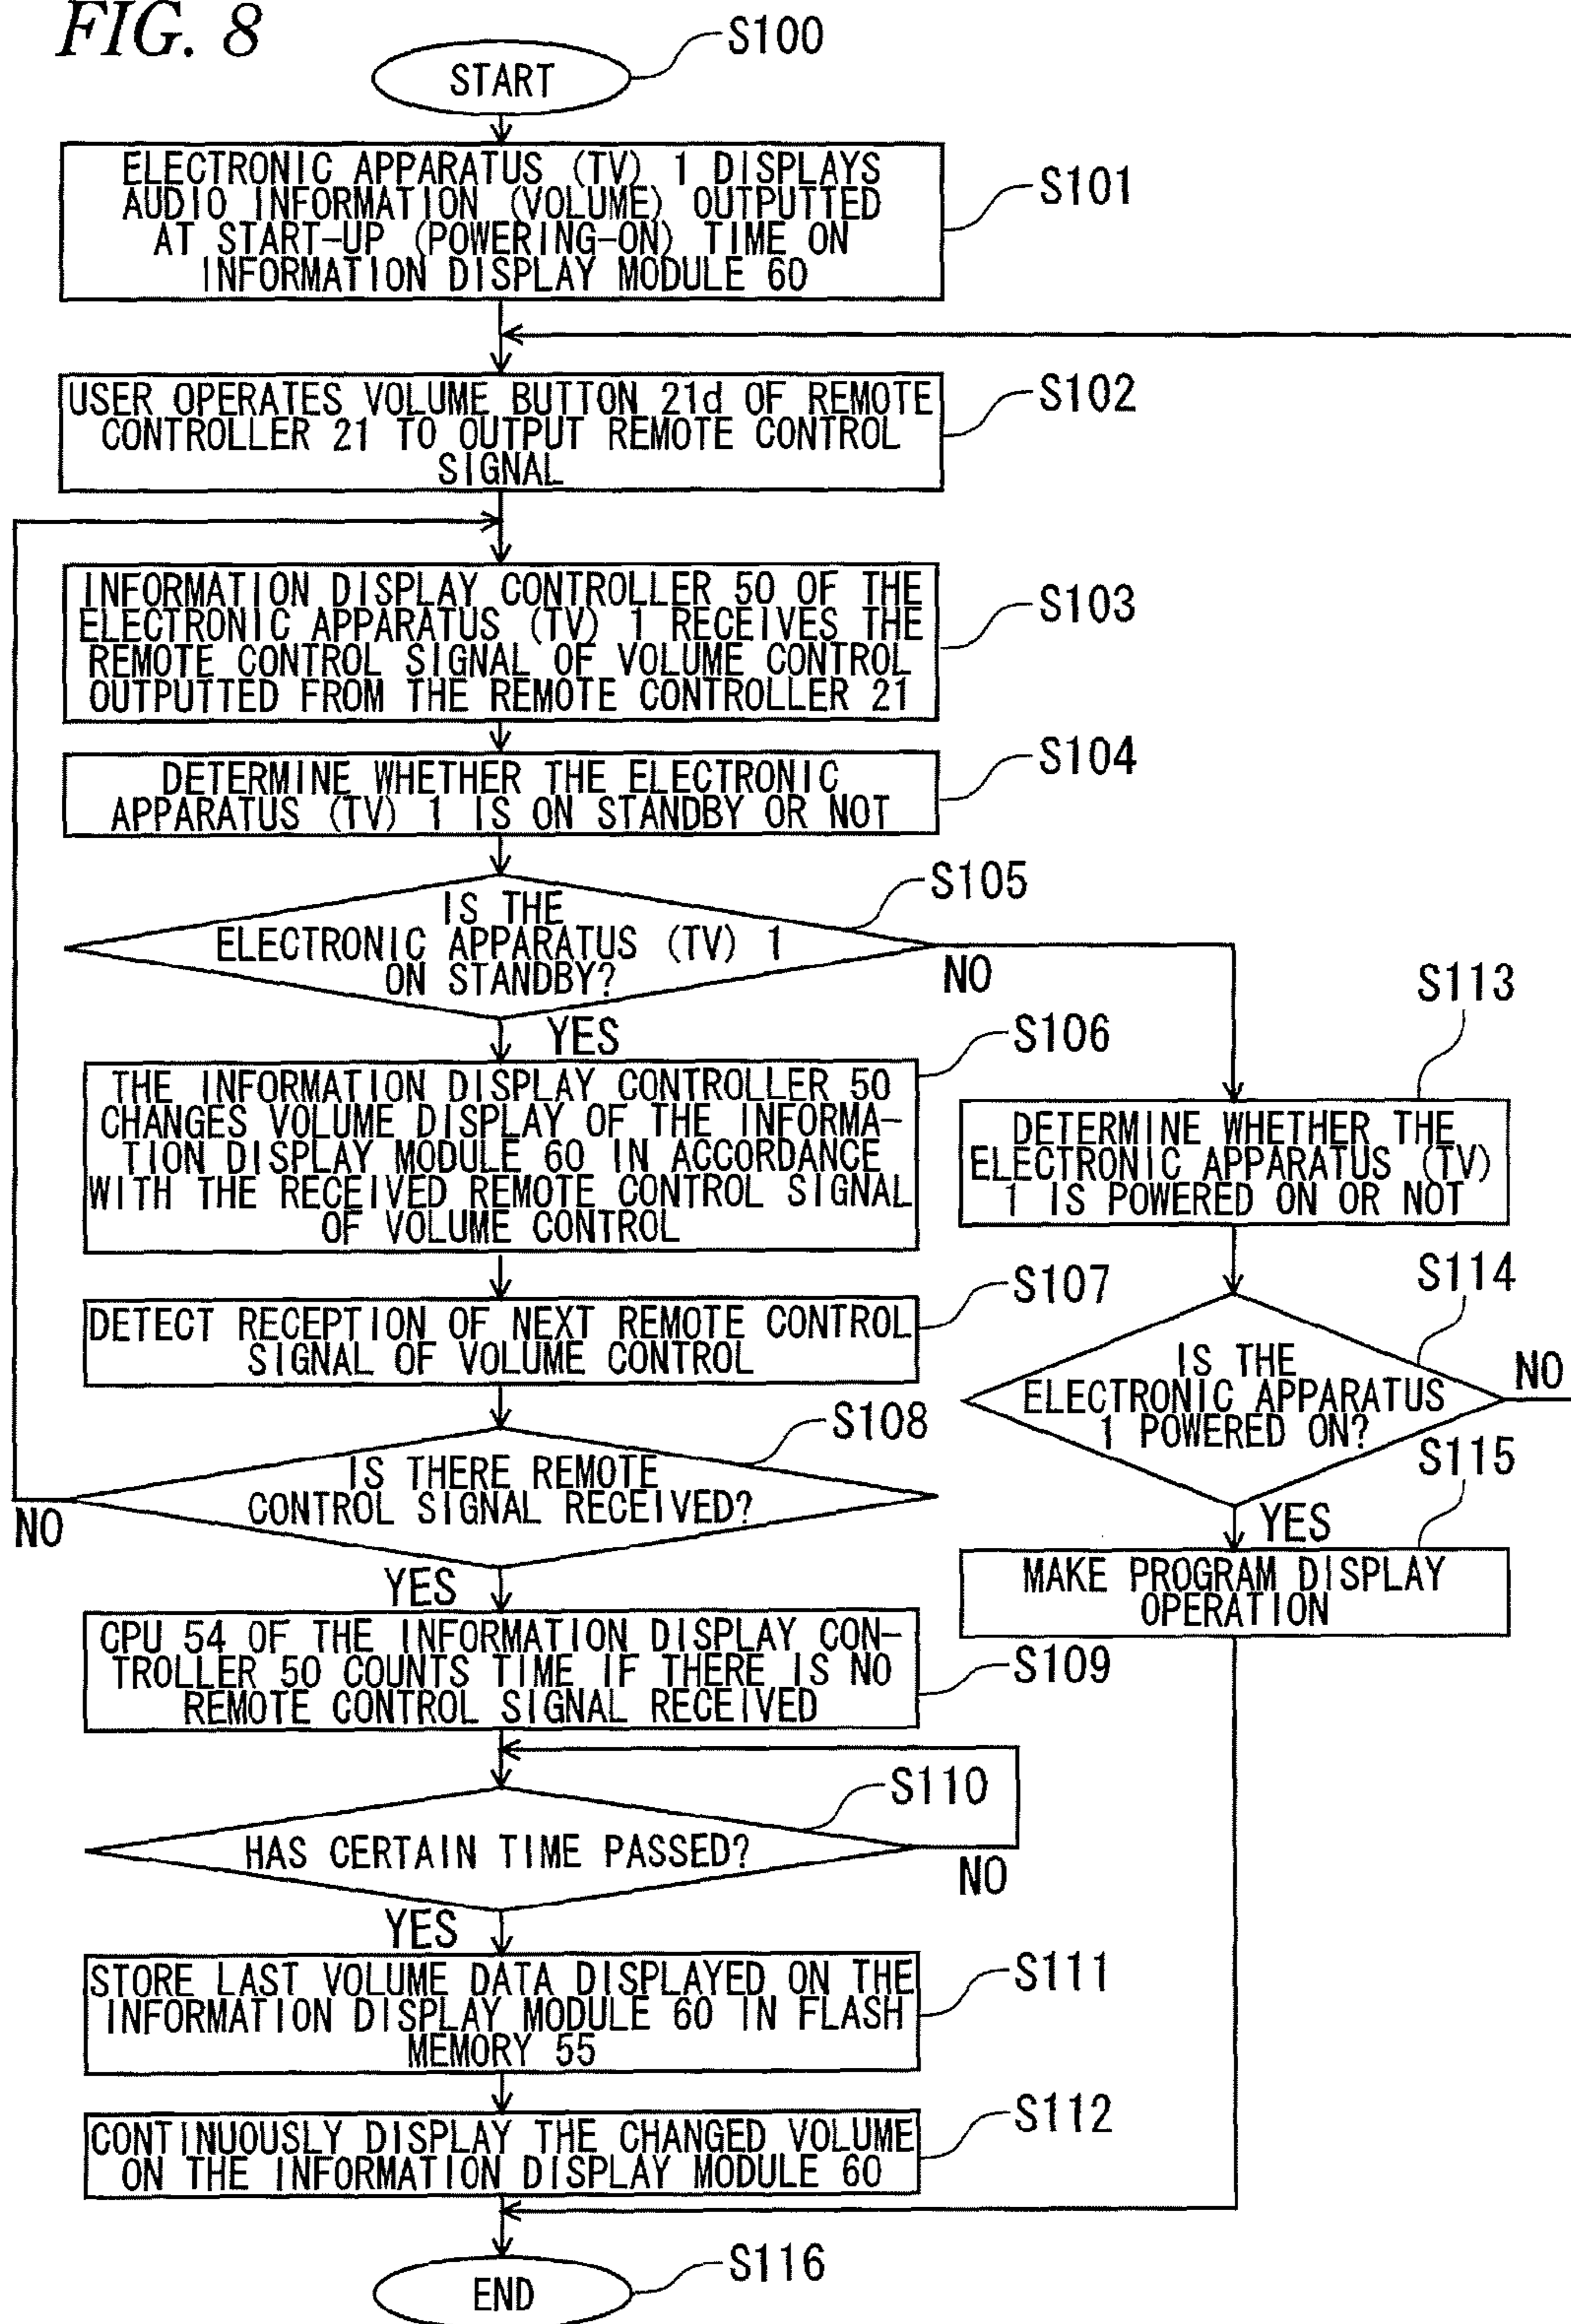 FIG. 8
START
S100
ELECTRONIC APPARATUS (TV) 1 DISPLAYS
AUDIO INFORMATION (VOLUME) OUTPUTTED
AT START-UP (POWERING-ON) TIME ON
INFORMATION DISPLAY MODULE 60
S101
USER OPERATES VOLUME BUTTON 21d OF REMOTE
CONTROLLER 21 TO OUTPUT REMOTE CONTROL
SIGNAL
S102
INFORMATION DISPLAY CONTROLLER 50 OF THE
ELECTRONIC APPARATUS (TV) 1 RECEIVES THE
REMOTE CONTROL SIGNAL OF VOLUME CONTROL
OUTPUTTED FROM THE REMOTE CONTROLLER 21
S103
DETERMINE WHETHER THE ELECTRONIC
APPARATUS (TV) 1 IS ON STANDBY OR NOT
S104
IS THE
ELECTRONIC APPARATUS (TV) 1
ON STANDBY?
S105
NO
YES
THE INFORMATION DISPLAY CONTROLLER 50
CHANGES VOLUME DISPLAY OF THE INFORMA-
TION DISPLAY MODULE 60 IN ACCORDANCE
WITH THE RECEIVED REMOTE CONTROL SIGNAL
OF VOLUME CONTROL
S106
DETECT RECEPTION OF NEXT REMOTE CONTROL
SIGNAL OF VOLUME CONTROL
S107
IS THERE REMOTE
CONTROL SIGNAL RECEIVED?
S108
NO
YES
CPU 54 OF THE INFORMATION DISPLAY CON-
TROLLER 50 COUNTS TIME IF THERE IS NO
REMOTE CONTROL SIGNAL RECEIVED
S109
HAS CERTAIN TIME PASSED?
S110
NO
YES
STORE LAST VOLUME DATA DISPLAYED ON THE
INFORMATION DISPLAY MODULE 60 IN FLASH
MEMORY 55
S111
CONTINUOUSLY DISPLAY THE CHANGED VOLUME
ON THE INFORMATION DISPLAY MODULE 60
S112
S113
DETERMINE WHETHER THE
ELECTRONIC APPARATUS (TV)
1 IS POWERED ON OR NOT
S114
IS THE
ELECTRONIC APPARATUS
1 POWERED ON?
NO
YES
S115
MAKE PROGRAM DISPLAY
OPERATION
END
S116